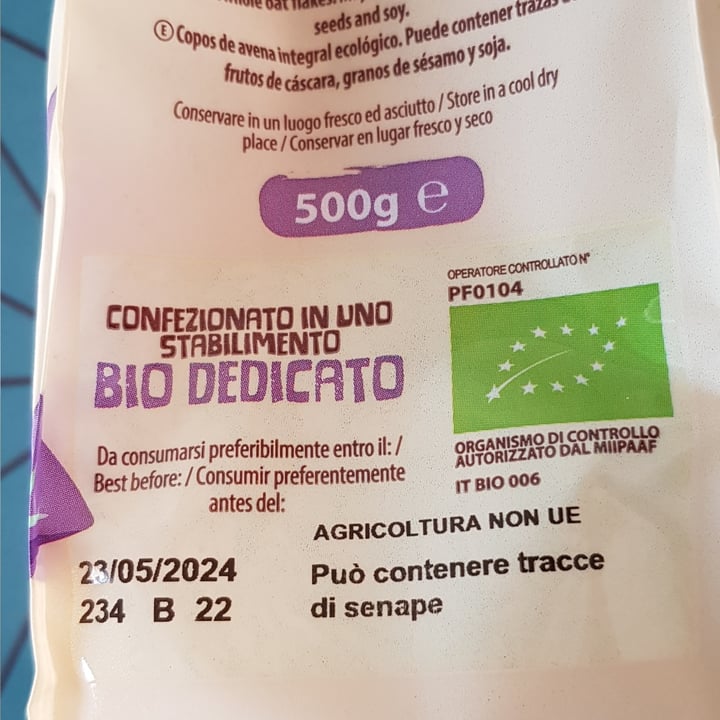 whole oat flakes.
seeds and soy.
Ⓔ Copos de avena integral ecológico. Puede contener trazas
frutos de cáscara, granos de sésamo y soja.
Conservare in un luogo fresco ed asciutto / Store in a cool dry
place / Conservar en lugar fresco y seco
500g ℮
OPERATORE CONTROLLATO N°
PF0104
CONFEZIONATO IN UNO
STABILIMENTO
BIO DEDICATO
ORGANISMO DI CONTROLLO
AUTORIZZATO DAL MIIPAAF
IT BIO 006
Da consumarsi preferibilmente entro il: /
Best before: / Consumir preferentemente
antes del:
AGRICOLTURA NON UE
23/05/2024
234 B 22
Può contenere tracce
di senape